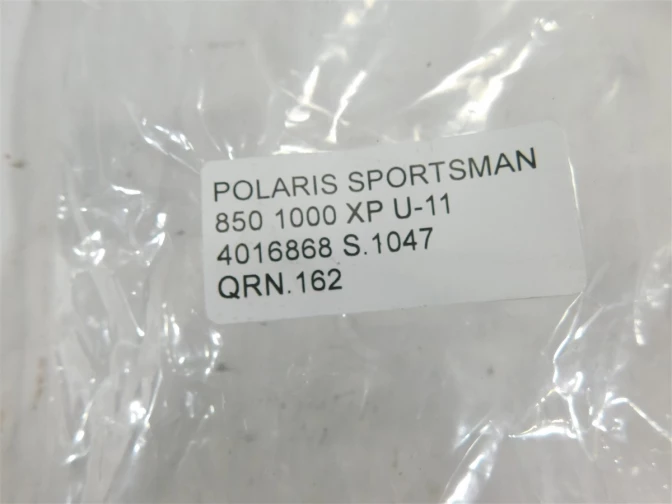 POLARIS SPORTSMAN
850 1000 XP U-11
4016868 S.1047
QRN.162